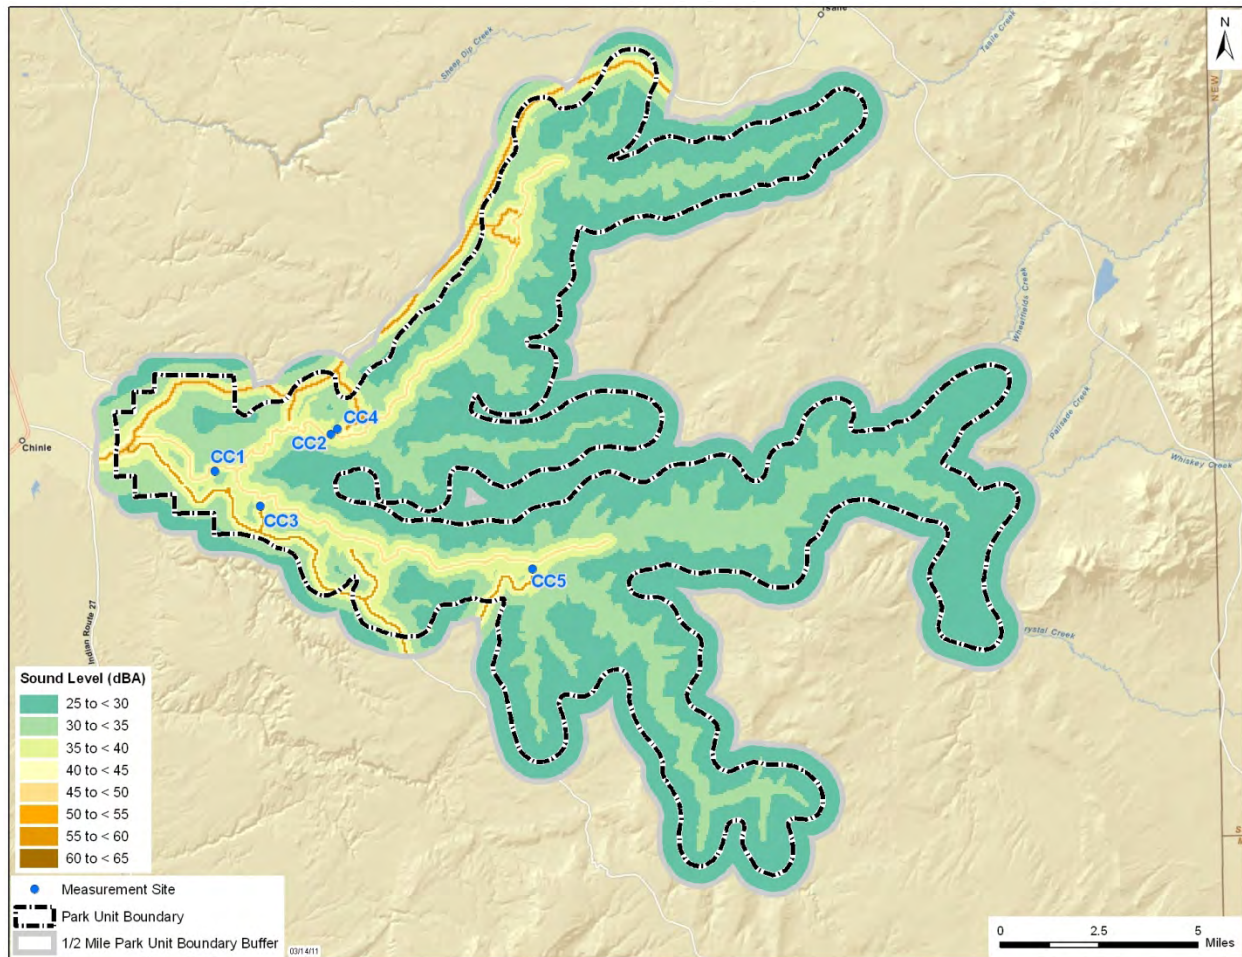 Tsaile
N
Sheep Dip Creek
Tsaile Creek
NEW
Wheatfields Creek
Palisade Creek
Whiskey Creek
Chinle
CC4
CC2
CC1
CC3
CC5
Indian Route 27
rystal Creek
Sound Level (dBA)
25 to < 30
30 to < 35
35 to < 40
40 to < 45
45 to < 50
50 to < 55
55 to < 60
60 to < 65
Measurement Site
Park Unit Boundary
1/2 Mile Park Unit Boundary Buffer
03/14/11
0 2.5 5
Miles